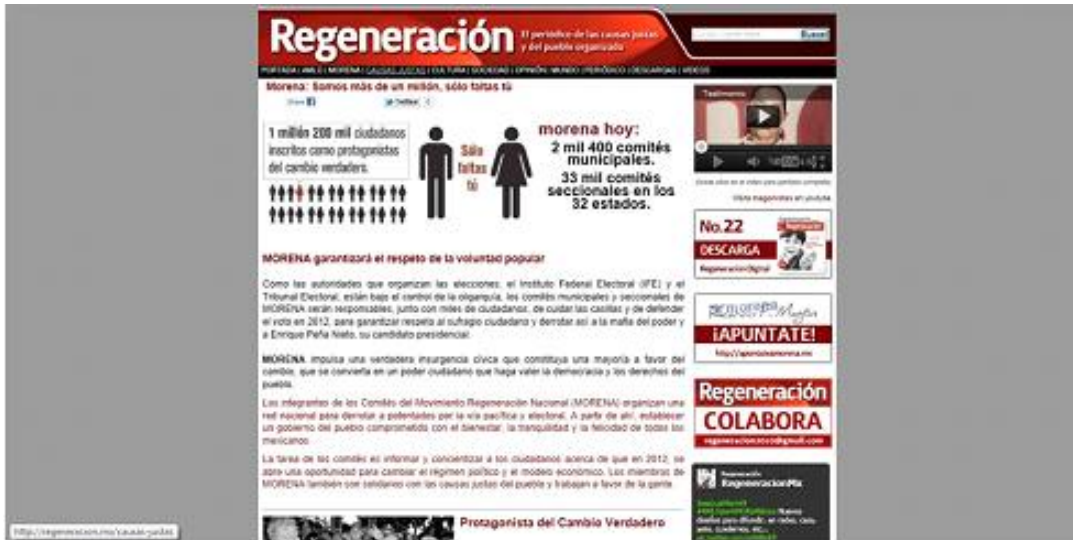 Regeneración
El periódico de las causas justas
y del pueblo organizado
Buscar
PORTADA | AMLO | MORENA | CAUSAS JUSTAS | CULTURA | SOCIEDAD | OPINIÓN | MUNDO | PERIÓDICO | DESCARGAS | VIDEOS
Morena: Somos más de un millón, sólo faltas tú
Share
Twittear
1 millón 200 mil ciudadanos
inscritos como protagonistas
del cambio verdadero.
Sólo
faltas
tú
morena hoy:
2 mil 400 comités
municipales.
33 mil comités
seccionales en los
32 estados.
MORENA garantizará el respeto de la voluntad popular
Como las autoridades que organizan las elecciones, el Instituto Federal Electoral (IFE) y el
Tribunal Electoral, están bajo el control de la oligarquía, los comités municipales y seccionales de
MORENA serán responsables, junto con miles de ciudadanos, de cuidar las casillas y de defender
el voto en 2012, para garantizar respeto al sufragio ciudadano y derrotar así a la mafia del poder y
a Enrique Peña Nieto, su candidato presidencial.
MORENA impulsa una verdadera insurgencia cívica que constituya una mayoría a favor del
cambio, que se convierta en un poder ciudadano que haga valer la democracia y los derechos del
pueblo.
Los integrantes de los Comités del Movimiento Regeneración Nacional (MORENA) organizan una
red nacional para derrotar a potentados por la vía pacífica y electoral. A partir de ahí, establecer
un gobierno del pueblo comprometido con el bienestar, la tranquilidad y la felicidad de todos los
mexicanos.
La tarea de los comités es informar y concientizar a los ciudadanos acerca de que en 2012, se
abre una oportunidad para cambiar el régimen político y el modelo económico. Los miembros de
MORENA también son solidarios con las causas justas del pueblo y trabajan a favor de la gente.
Protagonista del Cambio Verdadero
Testimonio
Visita magonistas en youtube
No.22
DESCARGA
Regeneración Digital
¡APUNTATE!
http://apuntateamorena.mx
Regeneración
COLABORA
Regeneración
RegeneracionMx
http://regeneracion.mx/causas-justas